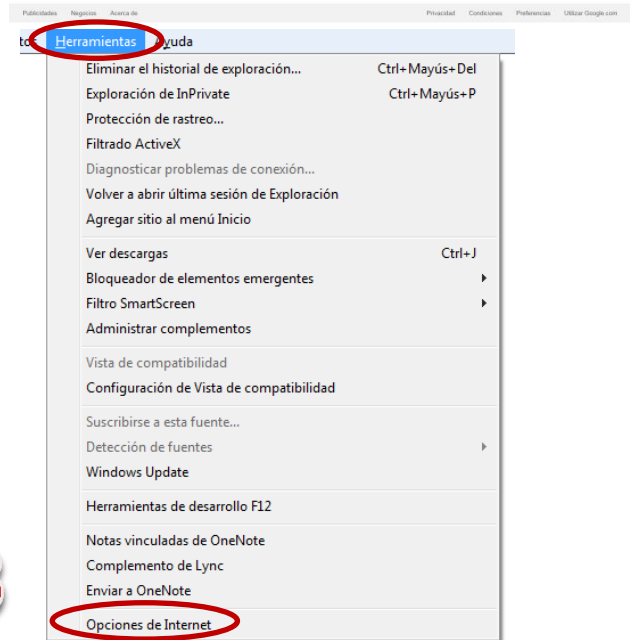 Publicidades Negocios Acerca de Privacidad Condiciones Preferencias Utilizar Google.com
Herramientas Ayuda
Eliminar el historial de exploración... Ctrl+Mayús+Del
Exploración de InPrivate Ctrl+Mayús+P
Protección de rastreo...
Filtrado ActiveX
Diagnosticar problemas de conexión...
Volver a abrir última sesión de Exploración
Agregar sitio al menú Inicio
Ver descargas Ctrl+J
Bloqueador de elementos emergentes
Filtro SmartScreen
Administrar complementos
Vista de compatibilidad
Configuración de Vista de compatibilidad
Suscribirse a esta fuente...
Detección de fuentes
Windows Update
Herramientas de desarrollo F12
Notas vinculadas de OneNote
Complemento de Lync
Enviar a OneNote
Opciones de Internet